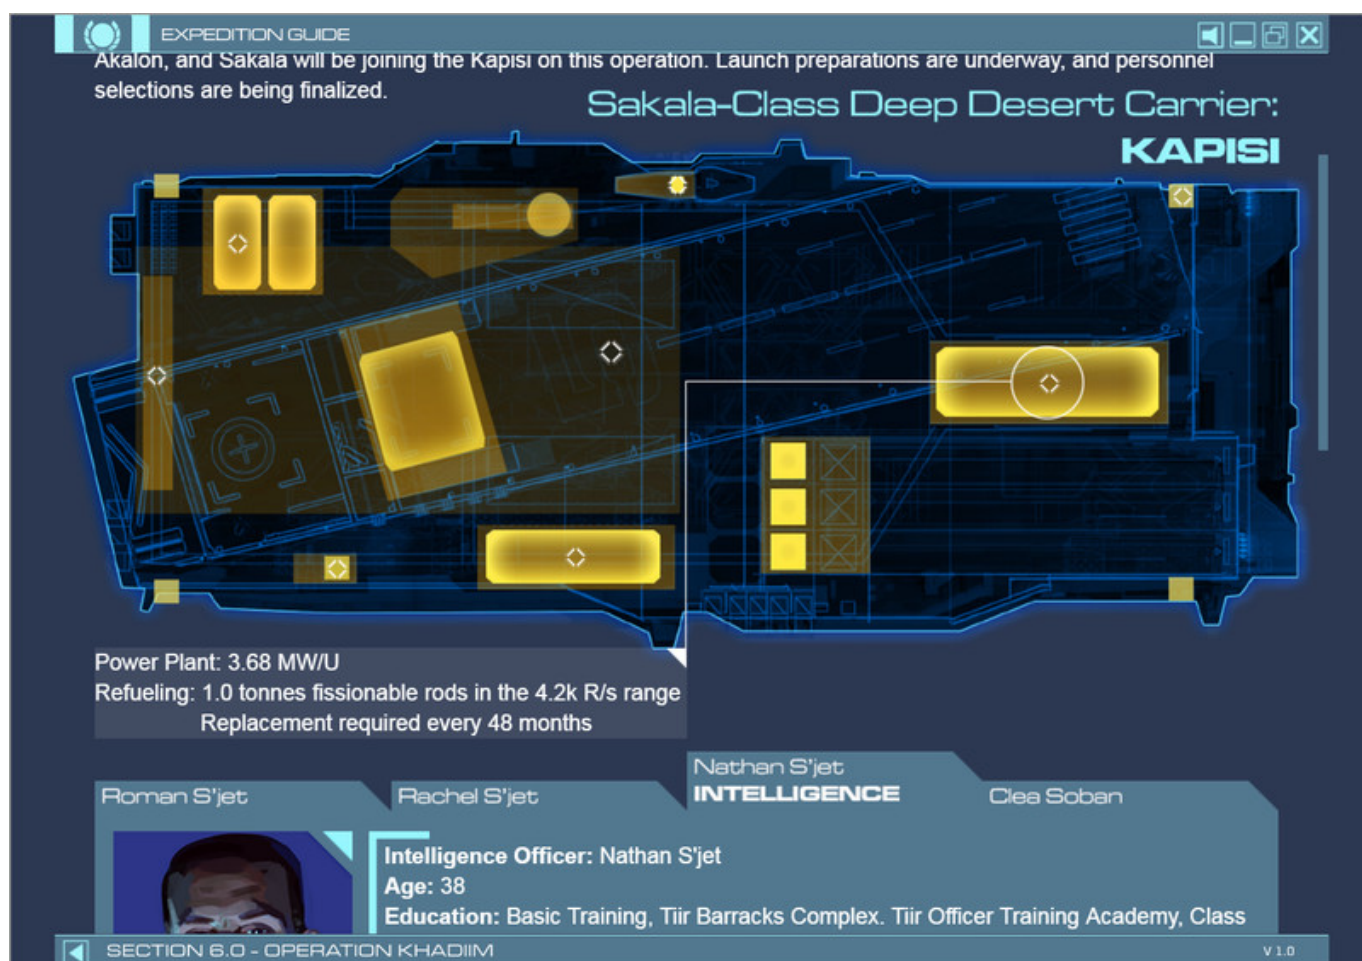 EXPEDITION GUIDE
Akalon, and Sakala will be joining the Kapisi on this operation. Launch preparations are underway, and personnel
selections are being finalized.
Sakala-Class Deep Desert Carrier:
KAPISI
Power Plant: 3.68 MW/U
Refueling: 1.0 tonnes fissionable rods in the 4.2k R/s range
Replacement required every 48 months
Roman S'jet
Rachel S'jet
Nathan S'jet
INTELLIGENCE
Clea Soban
Intelligence Officer: Nathan S'jet
Age: 38
Education: Basic Training, Tiir Barracks Complex. Tiir Officer Training Academy, Class
SECTION 6.0 - OPERATION KHADIIM
V 1.0